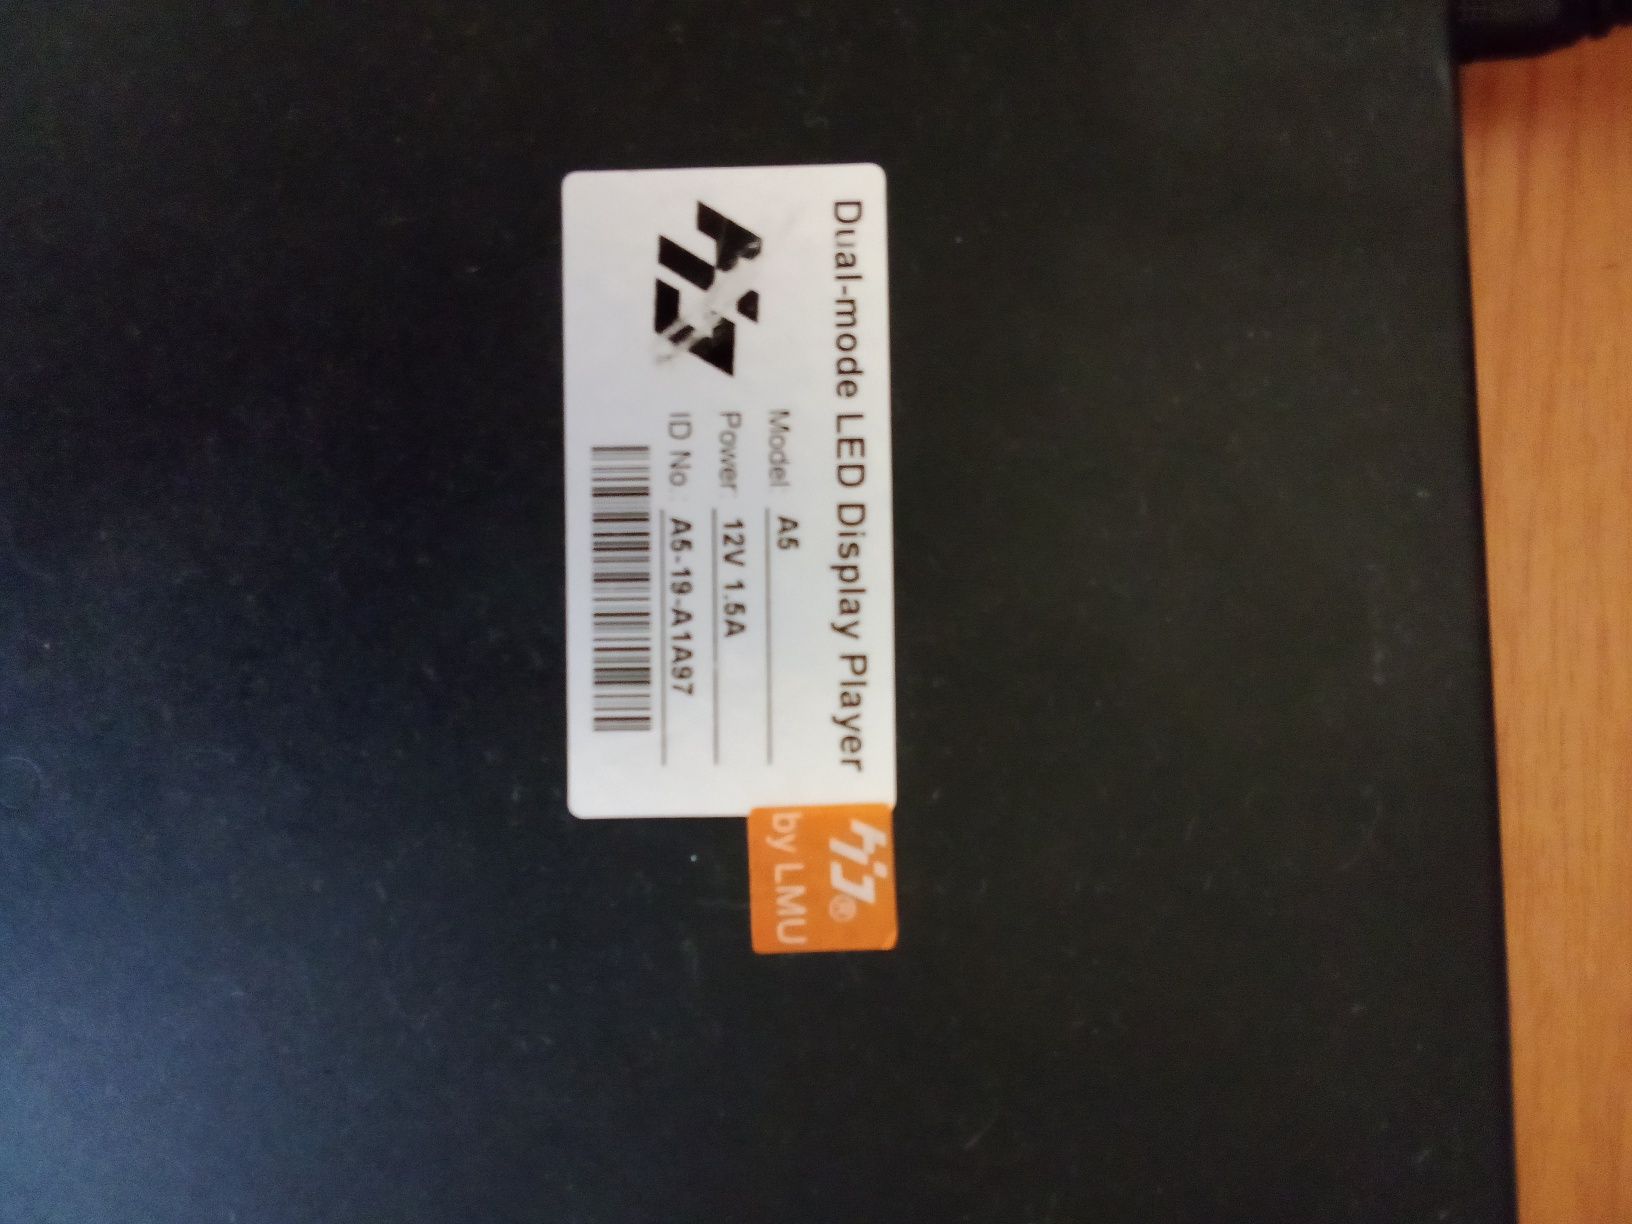 Dual-mode LED Display Player
Model: A5
Power: 12V 1.5A
ID No.: A5-19-A1A97
by LMU